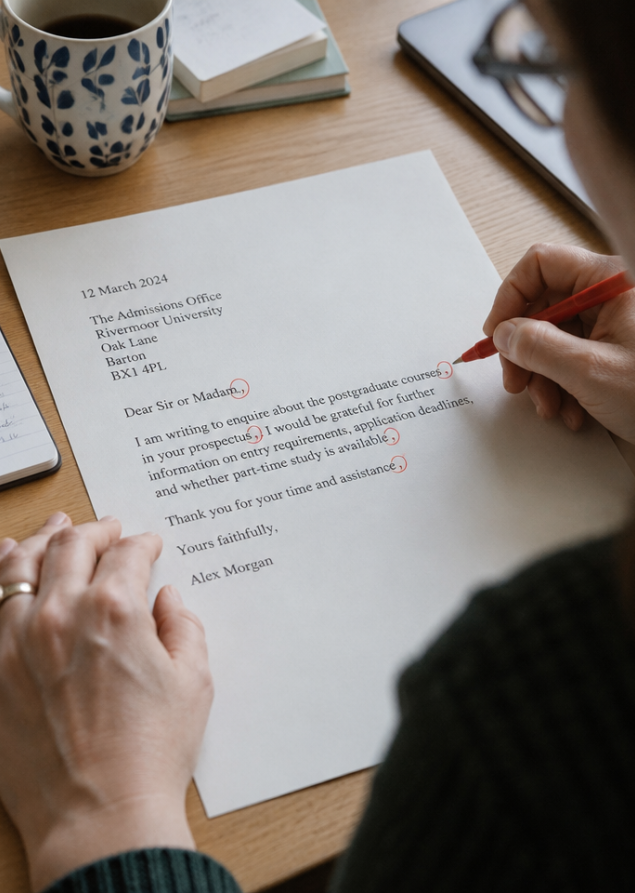 12 March 2024
The Admissions Office
Rivermoor University
Oak Lane
Barton
BX1 4PL
Dear Sir or Madam.,
I am writing to enquire about the postgraduate courses ,
in your prospectus , I would be grateful for further
information on entry requirements, application deadlines,
and whether part-time study is available ,
Thank you for your time and assistance ,
Yours faithfully,
Alex Morgan